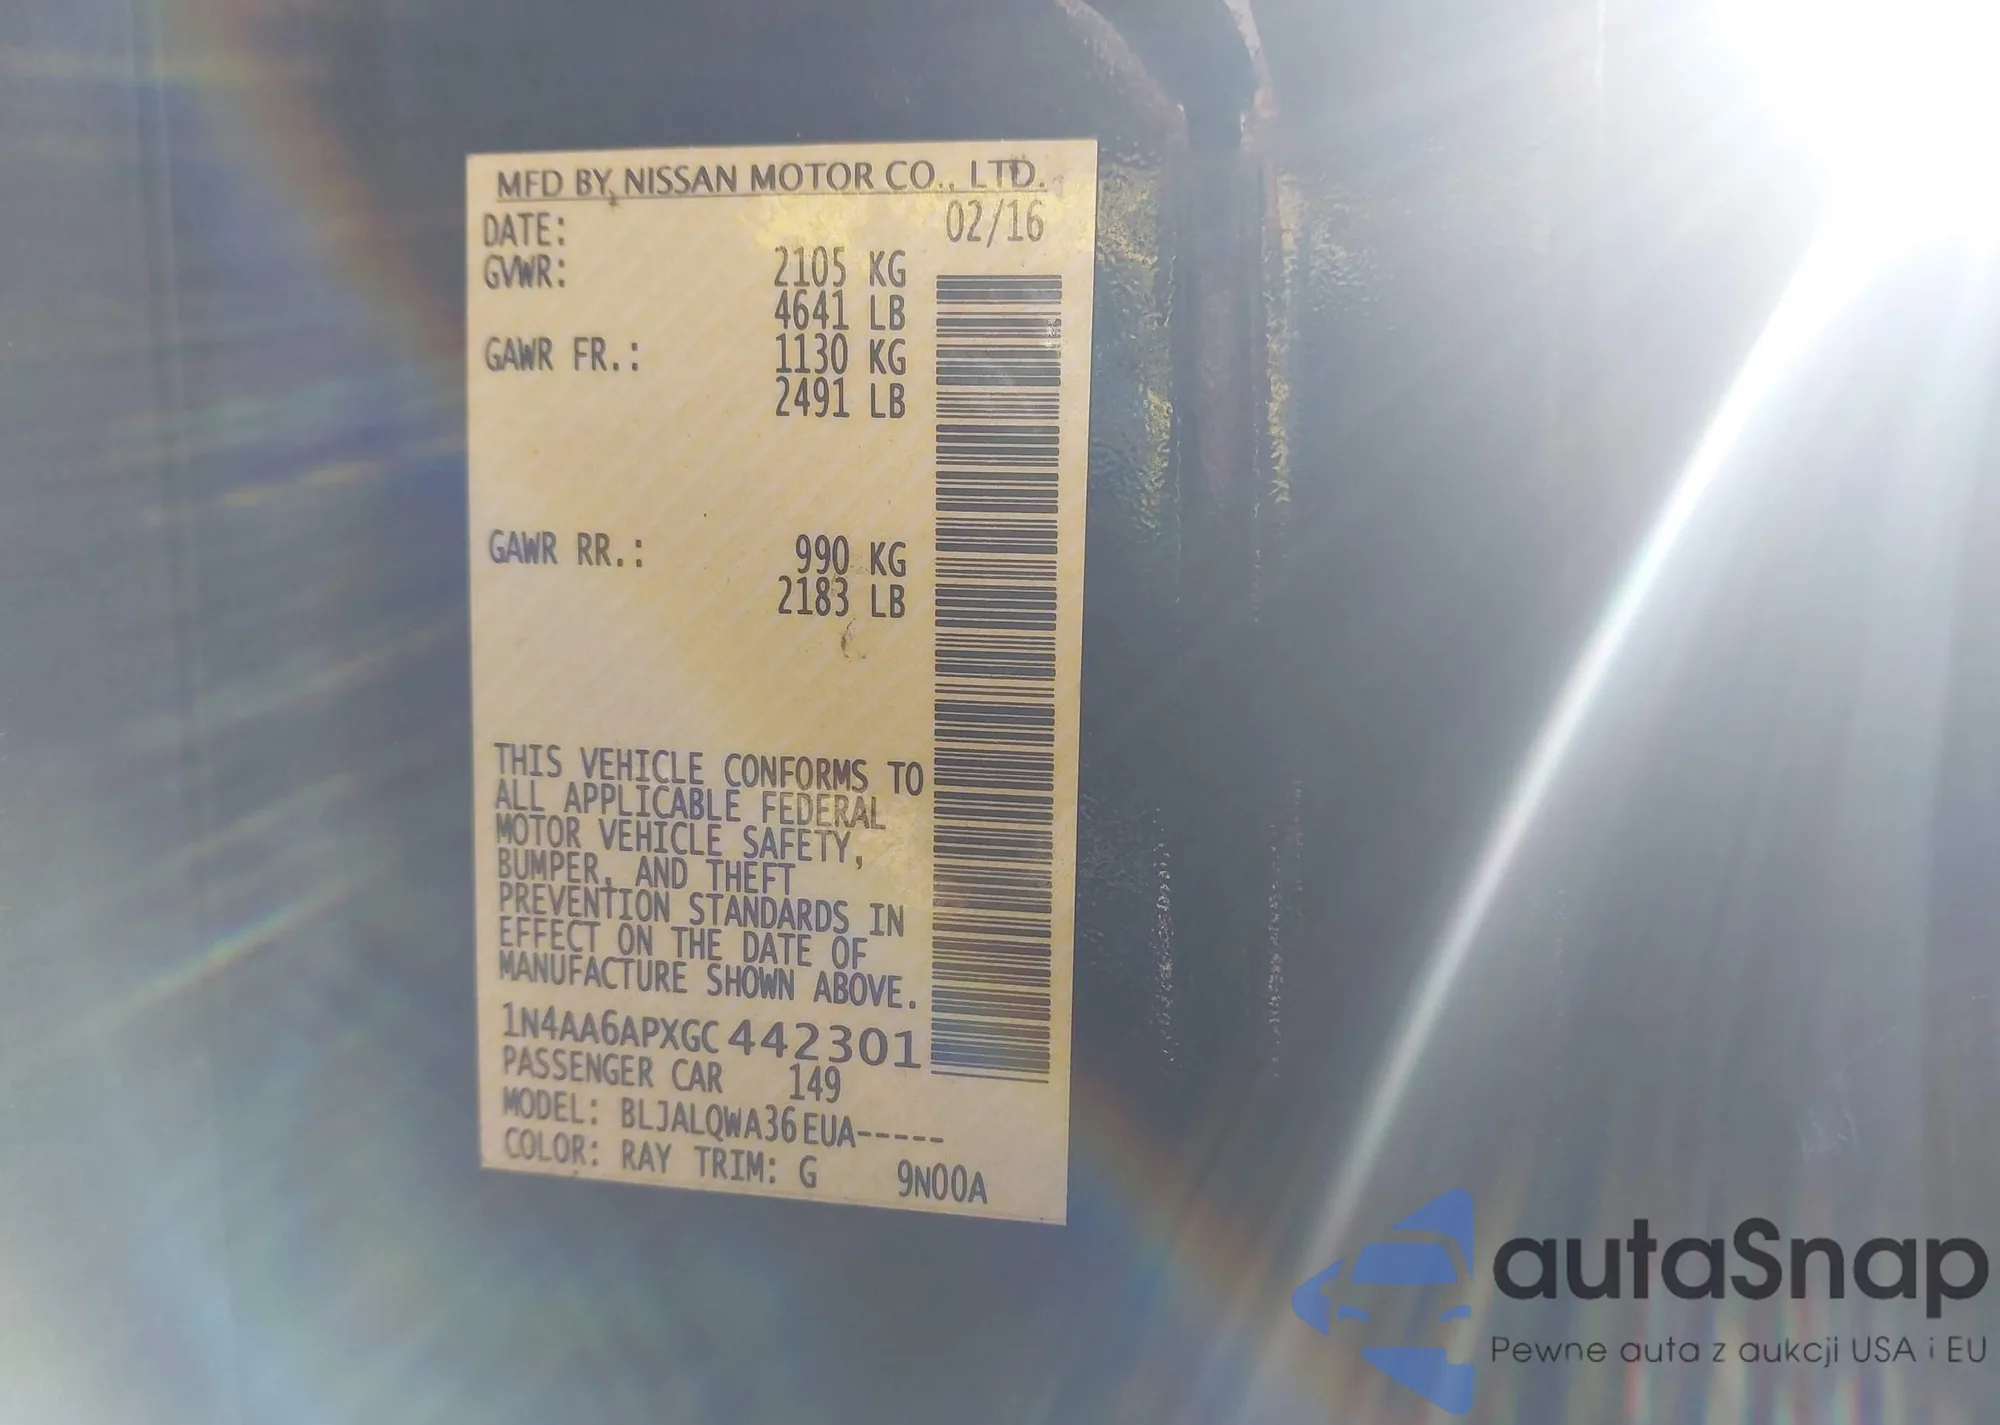 MFD BY NISSAN MOTOR CO., LTD.
DATE: 02/16
GVWR: 2105 KG
4641 LB
GAWR FR.: 1130 KG
2491 LB
GAWR RR.: 990 KG
2183 LB
THIS VEHICLE CONFORMS TO
ALL APPLICABLE FEDERAL
MOTOR VEHICLE SAFETY,
BUMPER, AND THEFT
PREVENTION STANDARDS IN
EFFECT ON THE DATE OF
MANUFACTURE SHOWN ABOVE.
1N4AA6APXGC442301
PASSENGER CAR 149
MODEL: BLJALQWA36EUA-----
COLOR: RAY TRIM: G 9N00A
autaSnap
Pewne auta z aukcji USA i EU